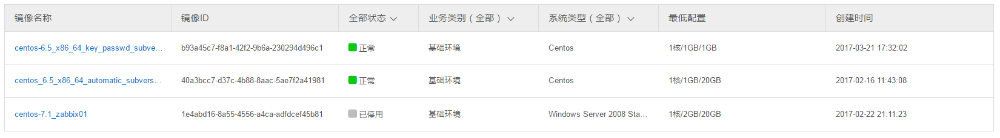 镜像名称 镜像ID 全部状态 业务类别（全部） 系统类型（全部） 最低配置 创建时间
centos-6.5_x86_64_key_passwd_subve... b93a45c7-f8a1-42f2-9b6a-230294d496c1 正常 基础环境 Centos 1核/1GB/1GB 2017-03-21 17:32:02
centos_6.5_x86_64_automatic_subvers... 40a3bcc7-d37c-4b88-8aac-5ae7f2a41981 正常 基础环境 Centos 1核/1GB/20GB 2017-02-16 11:43:08
centos-7.1_zabbix01 1e4abd16-8a55-4556-a4ca-adfdcef45b81 已停用 基础环境 Windows Server 2008 Sta... 1核/2GB/20GB 2017-02-22 21:11:23